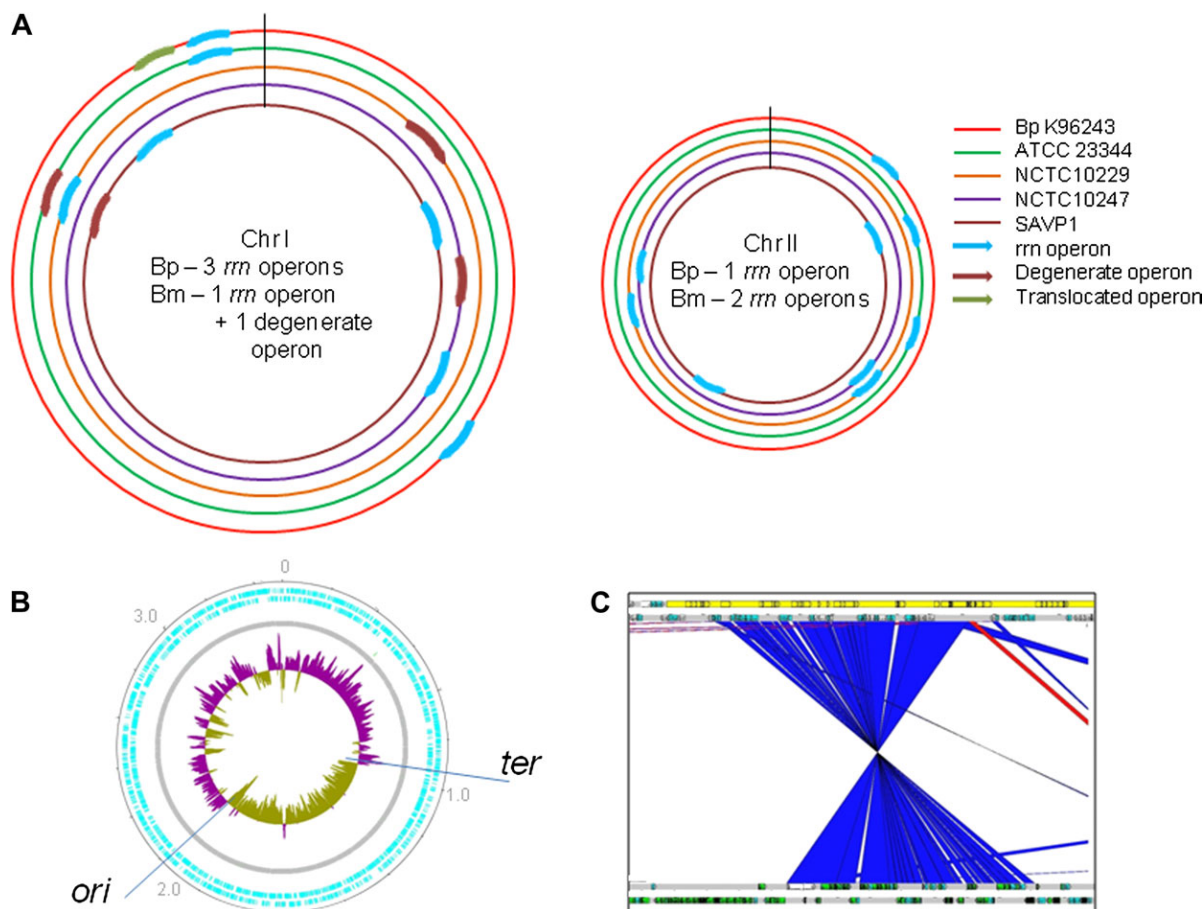 A
Chr I
Bp – 3 rrn operons
Bm – 1 rrn operon
+ 1 degenerate
operon
Chr II
Bp – 1 rrn operon
Bm – 2 rrn operons
Bp K96243
ATCC 23344
NCTC10229
NCTC10247
SAVP1
rrn operon
Degenerate operon
Translocated operon
B
0
3.0
ter
1.0
ori
2.0
C